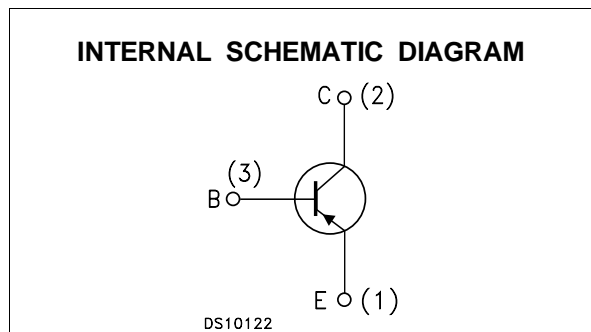 INTERNAL SCHEMATIC DIAGRAM
C (2)
(3)
B
E (1)
DS10122